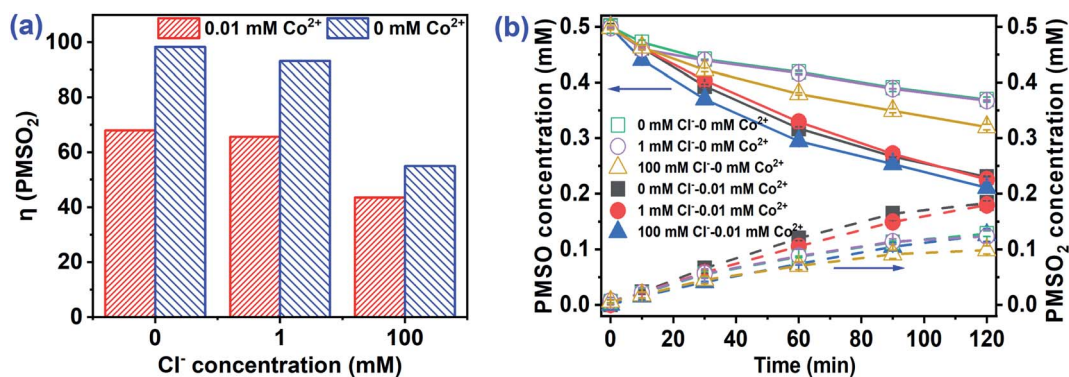 (a)
0.01 mM Co²⁺ 0 mM Co²⁺
η (PMSO₂)
100
80
60
40
20
0
0 1 100
Cl⁻ concentration (mM)
(b)
PMSO concentration (mM)
0.5
0.4
0.3
0.2
0.1
0.0
0 mM Cl⁻-0 mM Co²⁺
1 mM Cl⁻-0 mM Co²⁺
100 mM Cl⁻-0 mM Co²⁺
0 mM Cl⁻-0.01 mM Co²⁺
1 mM Cl⁻-0.01 mM Co²⁺
100 mM Cl⁻-0.01 mM Co²⁺
0.5
0.4
0.3
0.2
0.1
0.0
PMSO₂ concentration (mM)
0 20 40 60 80 100 120
Time (min)